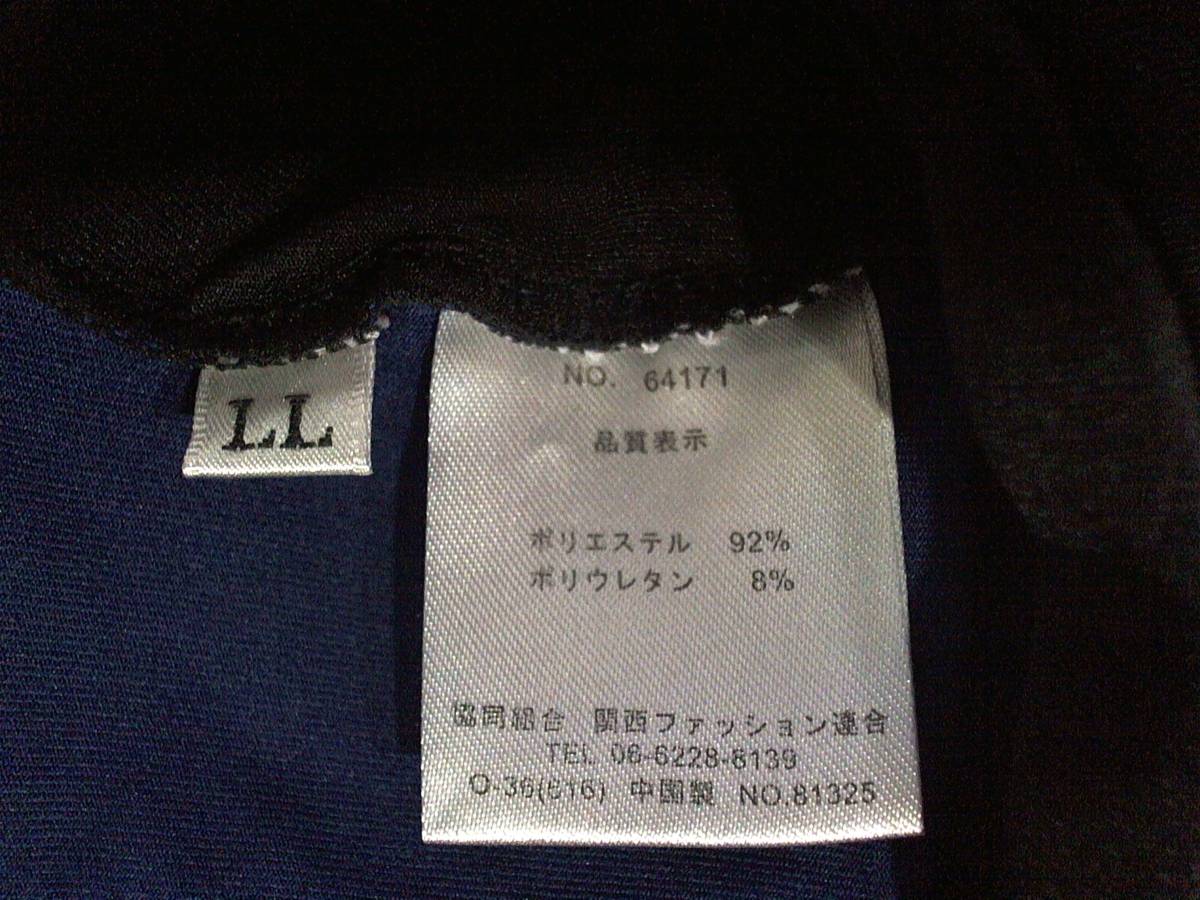 LL
NO. 64171
品質表示
ポリエステル 92%
ポリウレタン 8%
協同組合 関西ファッション連合
TEL 06-6228-6139
O-36(616) 中国製 NO.81325